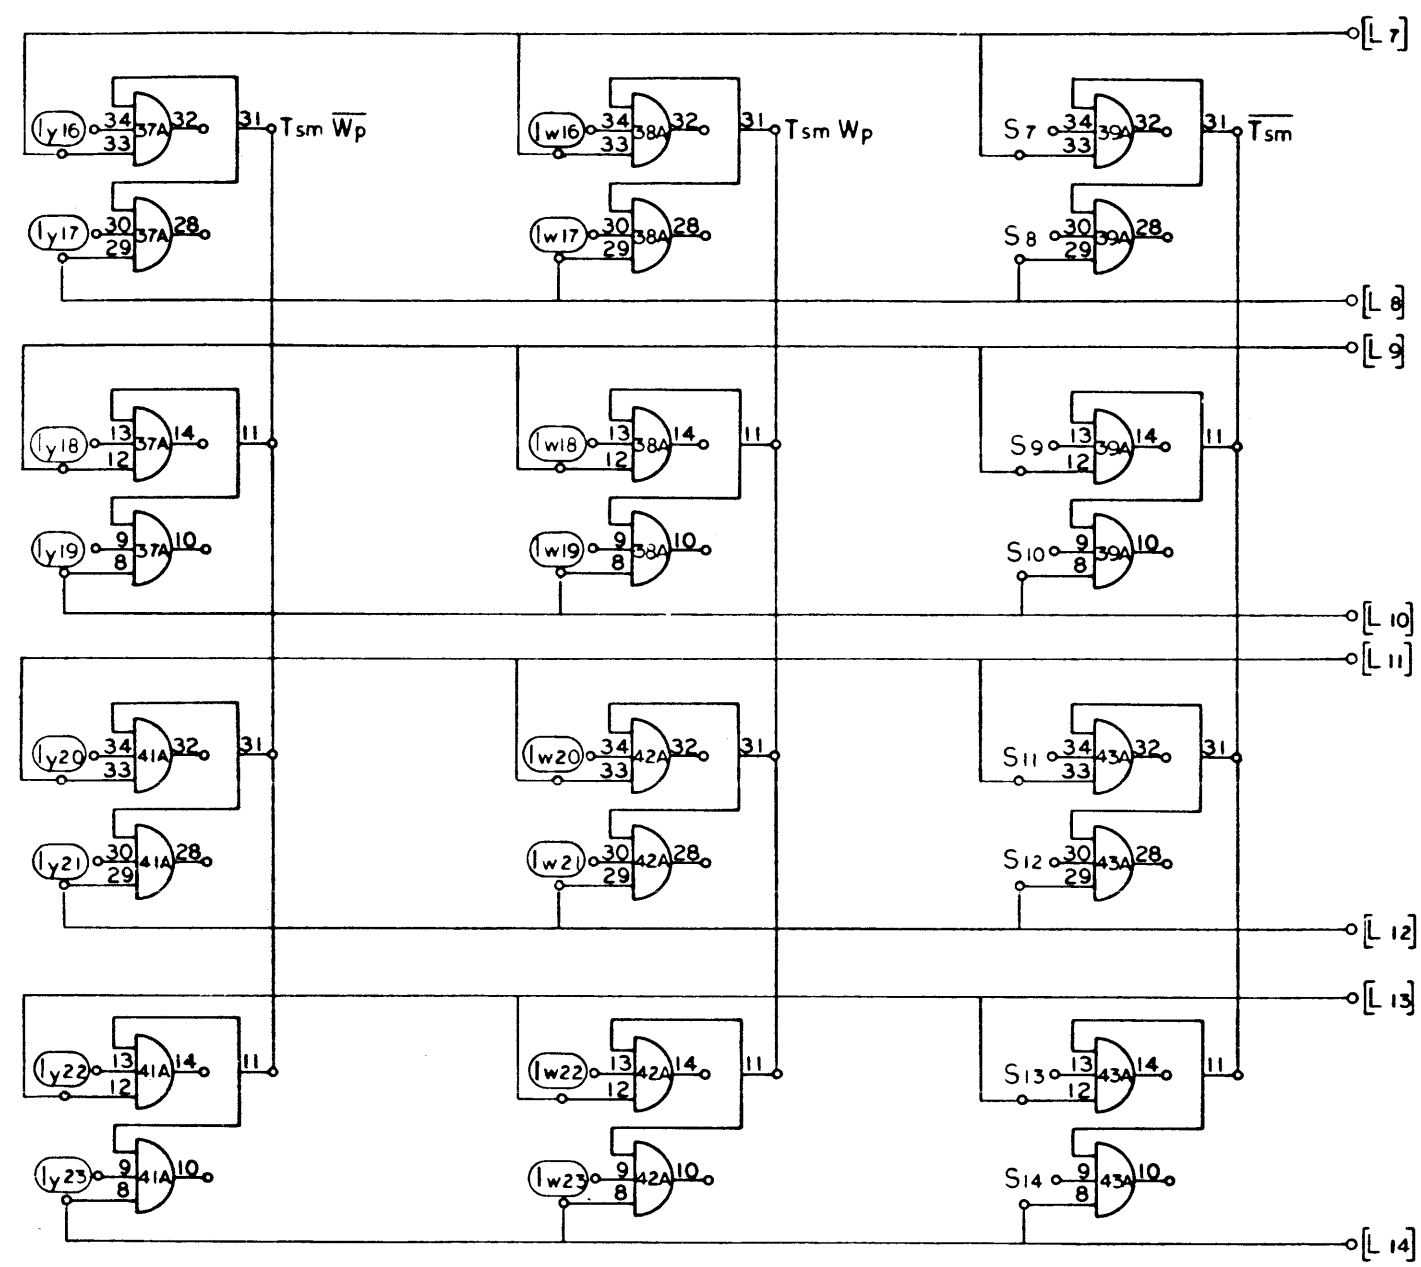 [L 7]
Iy16 34 37A 32 31 Tsm W̅p̅ Iw16 34 38A 32 31 Tsm Wp S7 34 39A 32 31 T̅s̅m̅
33 33 33
Iy17 30 37A 28 Iw17 30 38A 28 S8 30 39A 28
29 29 29
[L 8]
[L 9]
Iy18 13 37A 14 11 Iw18 13 38A 14 11 S9 13 39A 14 11
12 12 12
Iy19 9 37A 10 Iw19 9 38A 10 S10 9 39A 10
8 8 8
[L 10]
[L 11]
Iy20 34 41A 32 31 Iw20 34 42A 32 31 S11 34 43A 32 31
33 33 33
Iy21 30 41A 28 Iw21 30 42A 28 S12 30 43A 28
29 29 29
[L 12]
[L 13]
Iy22 13 41A 14 11 Iw22 13 42A 14 11 S13 13 43A 14 11
12 12 12
Iy23 9 41A 10 Iw23 9 42A 10 S14 9 43A 10
8 8 8
[L 14]